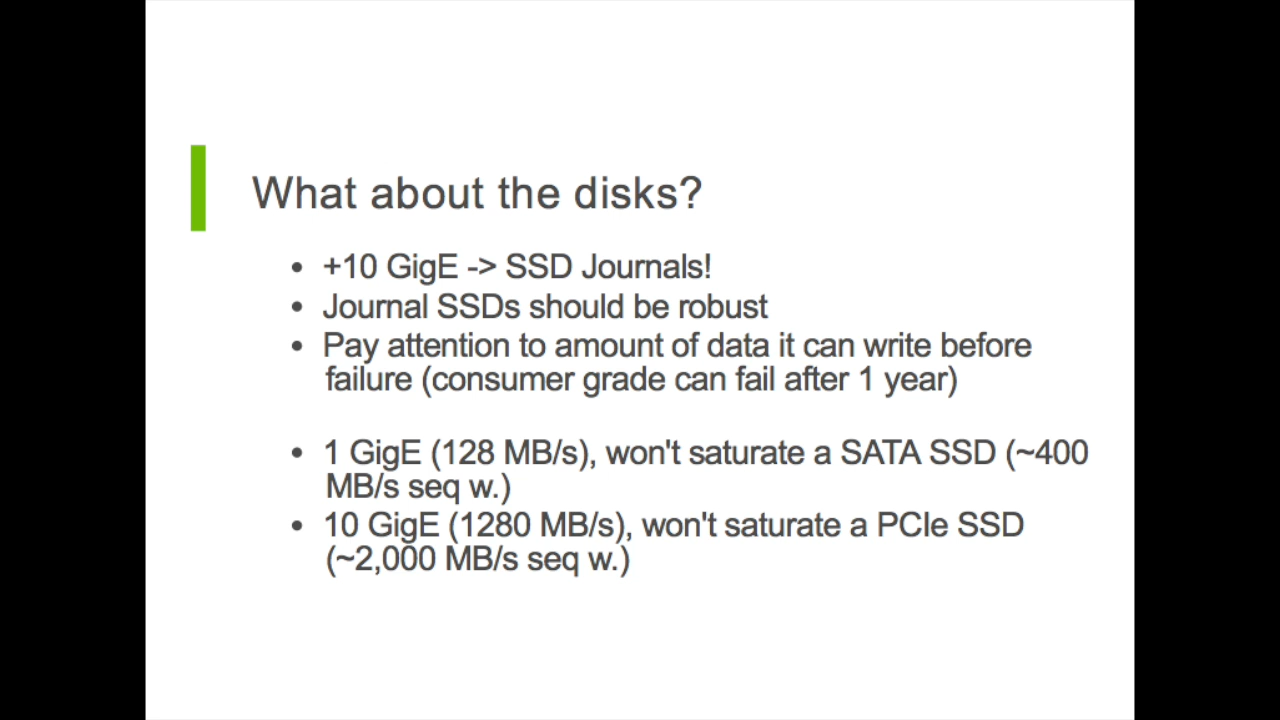 What about the disks?
• +10 GigE -> SSD Journals!
• Journal SSDs should be robust
• Pay attention to amount of data it can write before
failure (consumer grade can fail after 1 year)
• 1 GigE (128 MB/s), won't saturate a SATA SSD (~400
MB/s seq w.)
• 10 GigE (1280 MB/s), won't saturate a PCIe SSD
(~2,000 MB/s seq w.)